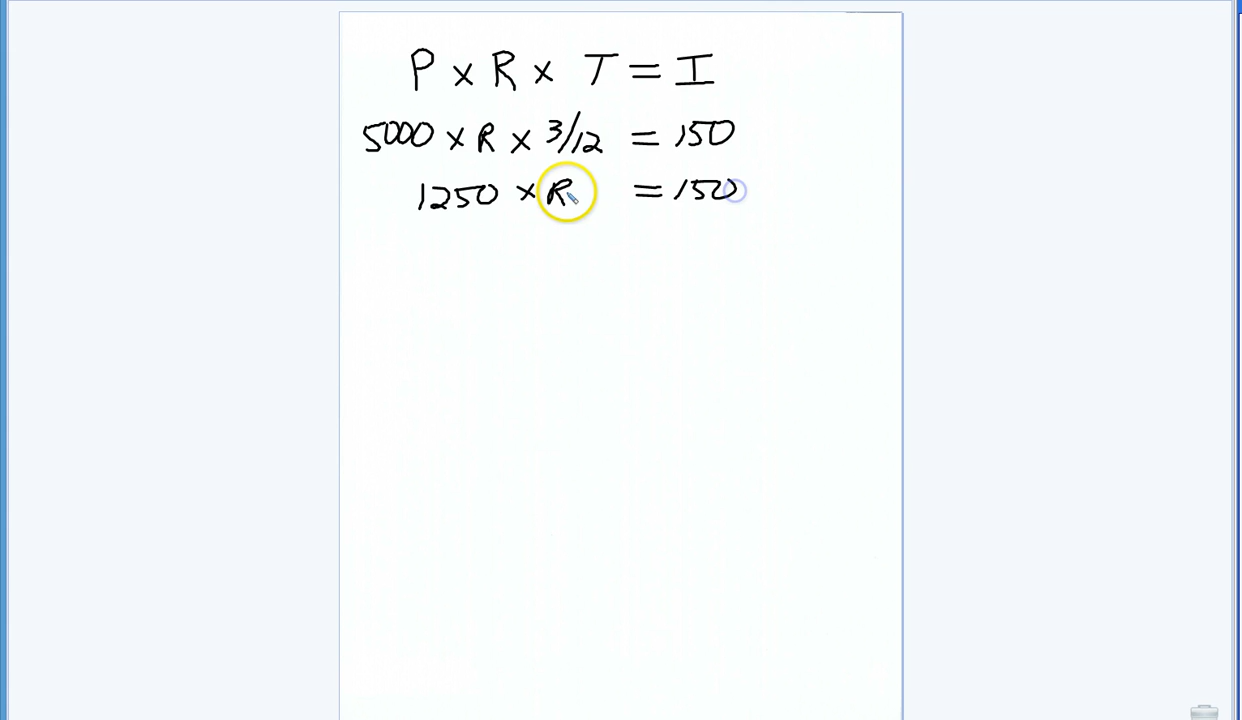 P × R × T = I
5000 × R × 3/12 = 150
1250 × R = 150